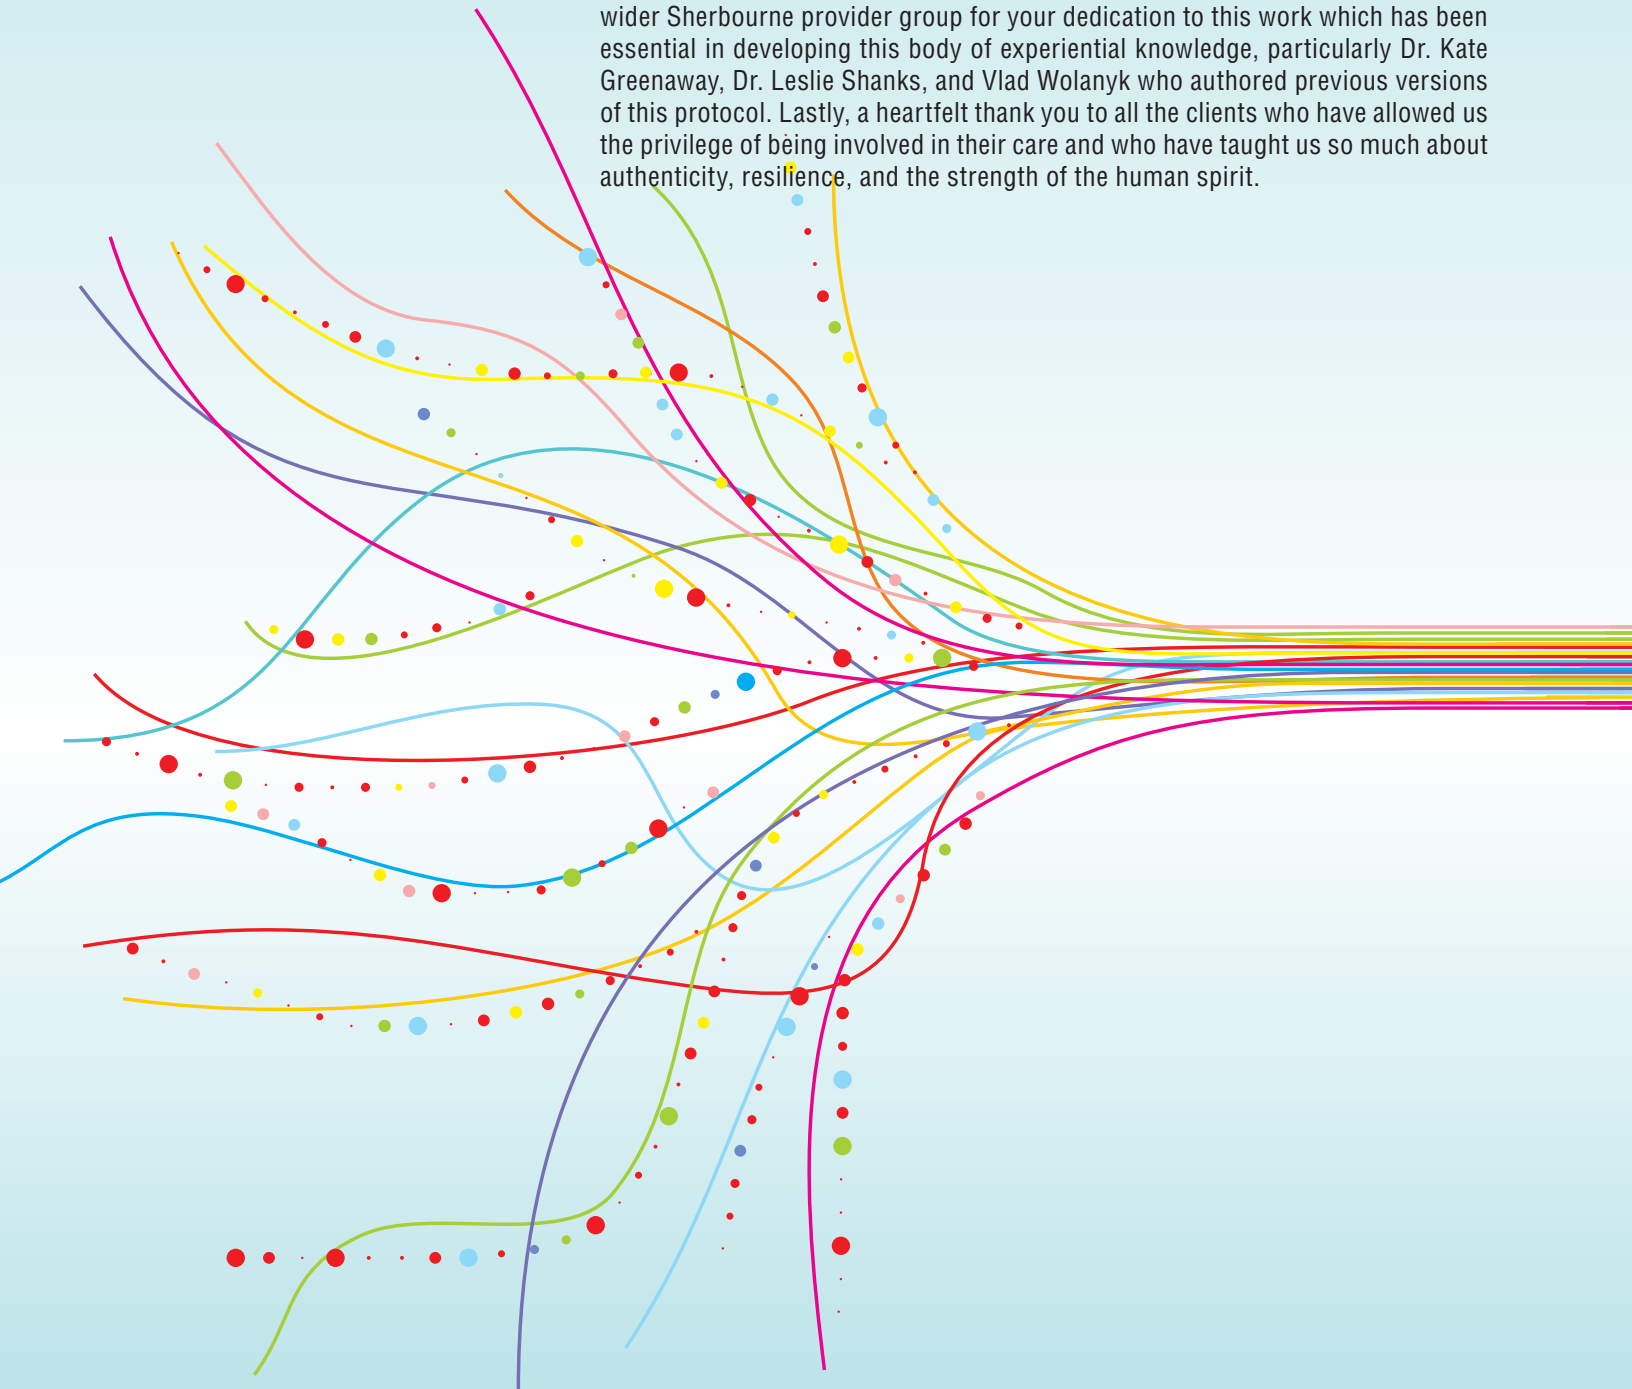 wider Sherbourne provider group for your dedication to this work which has been
essential in developing this body of experiential knowledge, particularly Dr. Kate
Greenaway, Dr. Leslie Shanks, and Vlad Wolanyk who authored previous versions
of this protocol. Lastly, a heartfelt thank you to all the clients who have allowed us
the privilege of being involved in their care and who have taught us so much about
authenticity, resilience, and the strength of the human spirit.